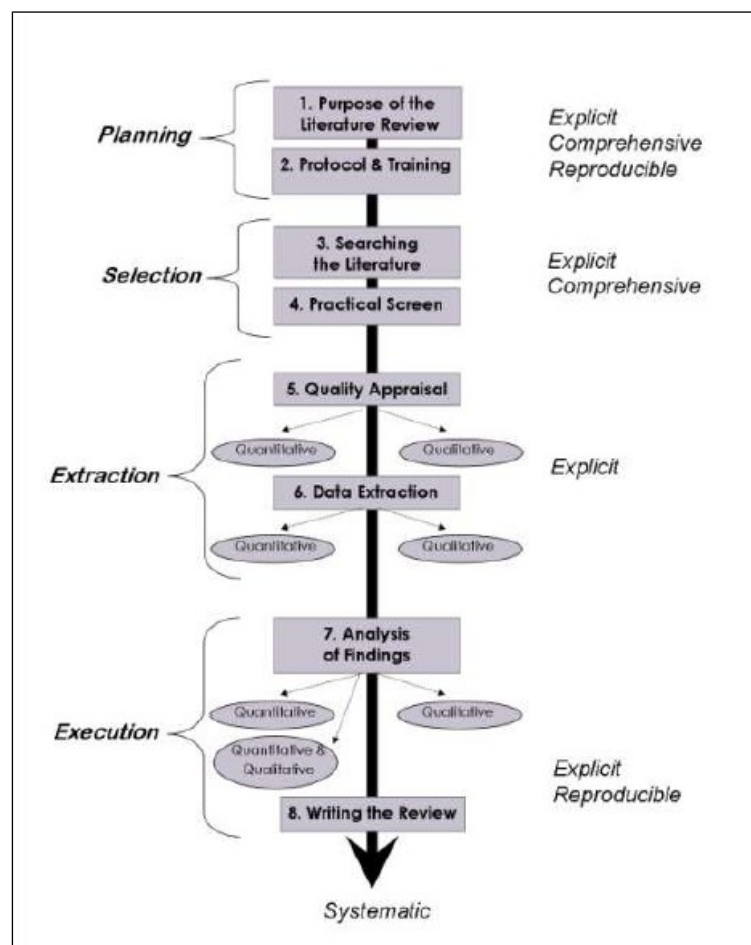 Planning
1. Purpose of the
Literature Review
2. Protocol & Training
Explicit
Comprehensive
Reproducible
Selection
3. Searching
the Literature
4. Practical Screen
Explicit
Comprehensive
Extraction
5. Quality Appraisal
Quantitative
Qualitative
6. Data Extraction
Quantitative
Qualitative
Explicit
Execution
7. Analysis
of Findings
Quantitative
Qualitative
Quantitative &
Qualitative
8. Writing the Review
Explicit
Reproducible
Systematic